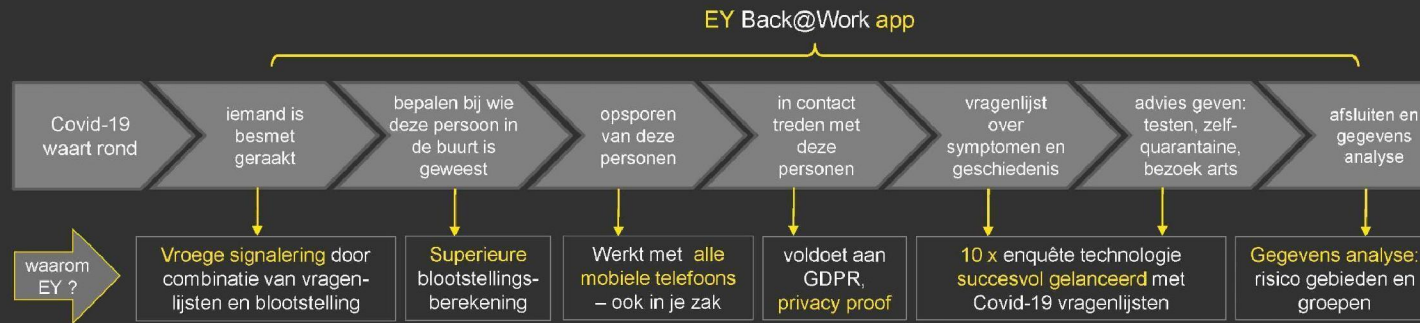 EY Back@Work app
Covid-19
waart rond
iemand is
besmet
geraakt
bepalen bij wie
deze persoon in
de buurt is
geweest
opsporen
van deze
personen
in contact
treden met
deze
personen
vragenlijst
over
symptomen en
geschiedenis
advies geven:
testen, zelf-
quarantaine,
bezoek arts
afsluiten en
gegevens
analyse
waarom
EY ?
Vroege signalering door
combinatie van vragen-
lijsten en blootstelling
Superieure
blootstellings-
berekening
Werkt met alle
mobiele telefoons
– ook in je zak
voldoet aan
GDPR,
privacy proof
10 x enquête technologie
succesvol gelanceerd met
Covid-19 vragenlijsten
Gegevens analyse:
risico gebieden en
groepen